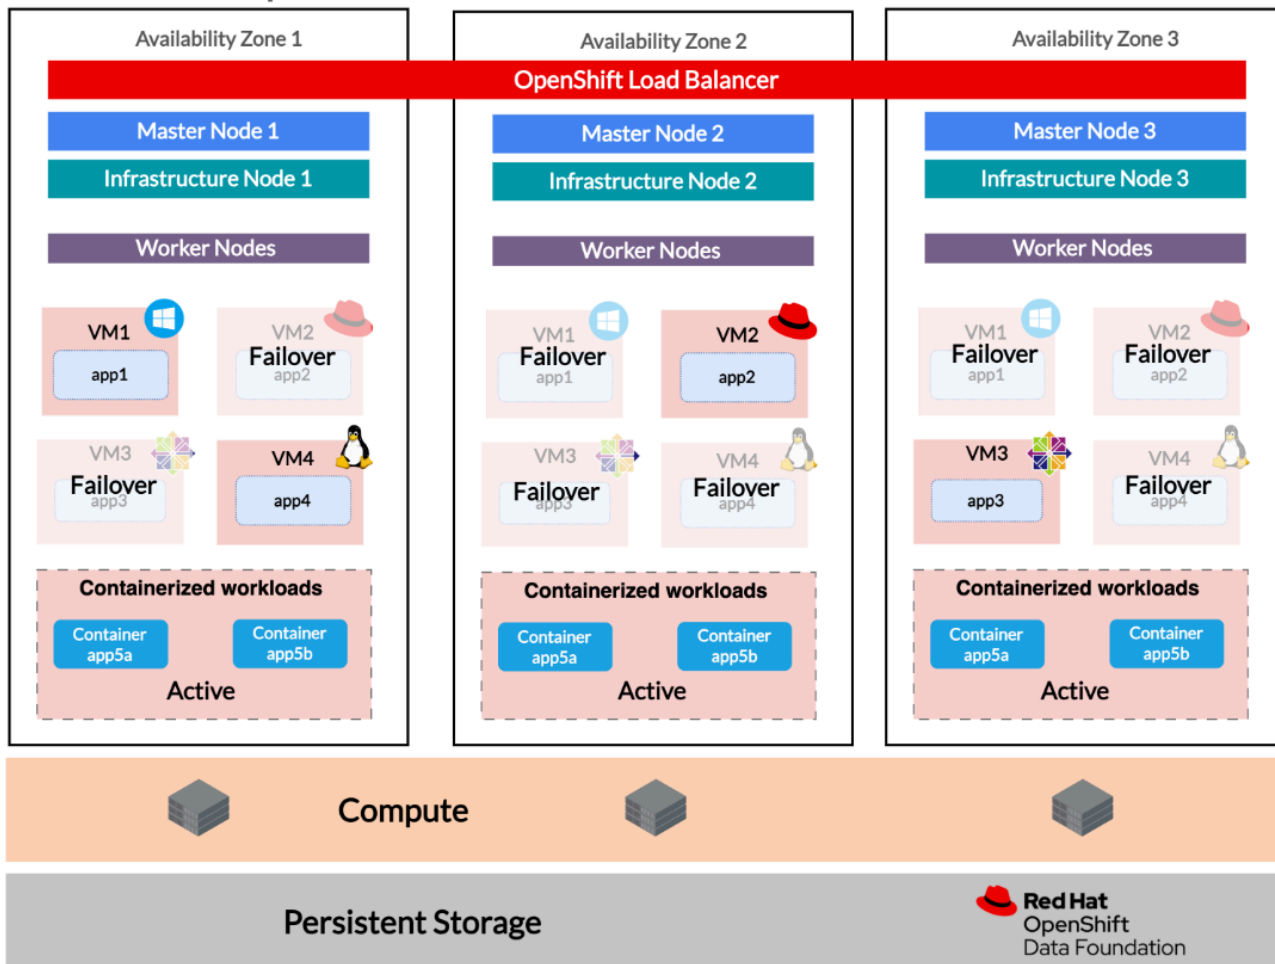 Availability Zone 1
Availability Zone 2
Availability Zone 3
OpenShift Load Balancer
Master Node 1
Master Node 2
Master Node 3
Infrastructure Node 1
Infrastructure Node 2
Infrastructure Node 3
Worker Nodes
Worker Nodes
Worker Nodes
VM1
app1
VM2
Failover
app2
VM1
Failover
app1
VM2
app2
VM1
Failover
app1
VM2
Failover
app2
VM3
Failover
app3
VM4
app4
VM3
Failover
app3
VM4
Failover
app4
VM3
app3
VM4
Failover
app4
Containerized workloads
Container
app5a
Container
app5b
Active
Containerized workloads
Container
app5a
Container
app5b
Active
Containerized workloads
Container
app5a
Container
app5b
Active
Compute
Persistent Storage
Red Hat
OpenShift
Data Foundation